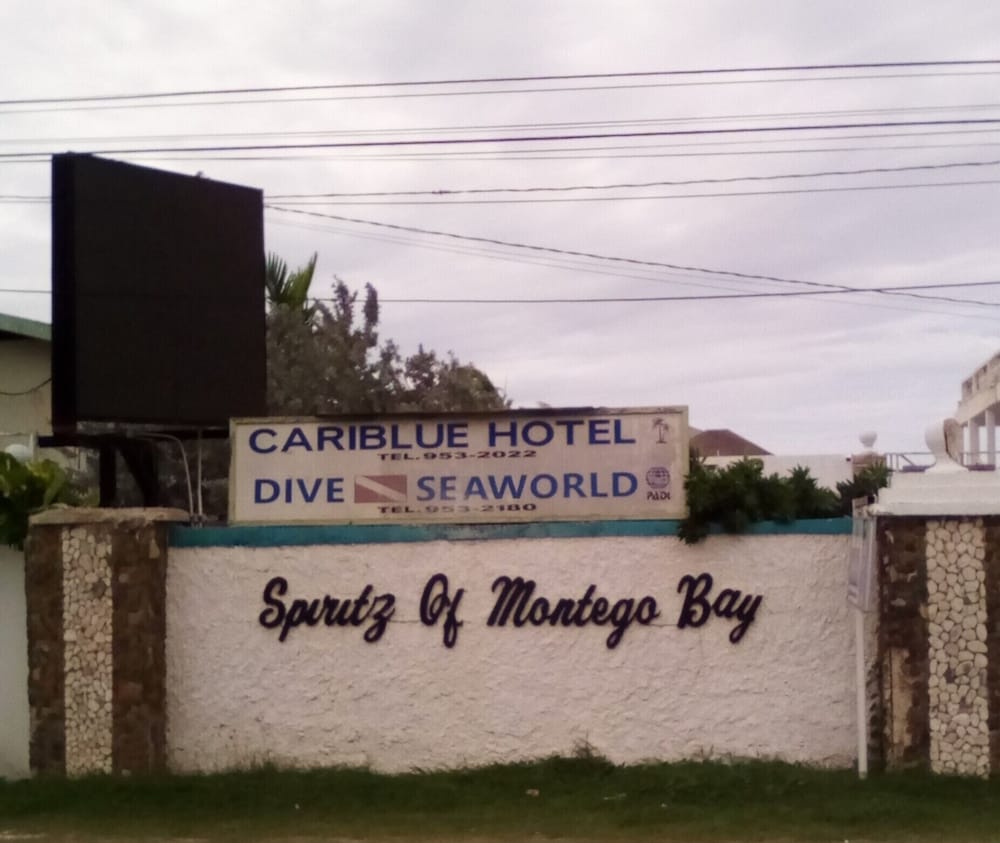 CARIBLUE HOTEL
TEL. 953-2022
DIVE SEAWORLD
PADI
TEL. 953-2180
Spiritz Of Montego Bay